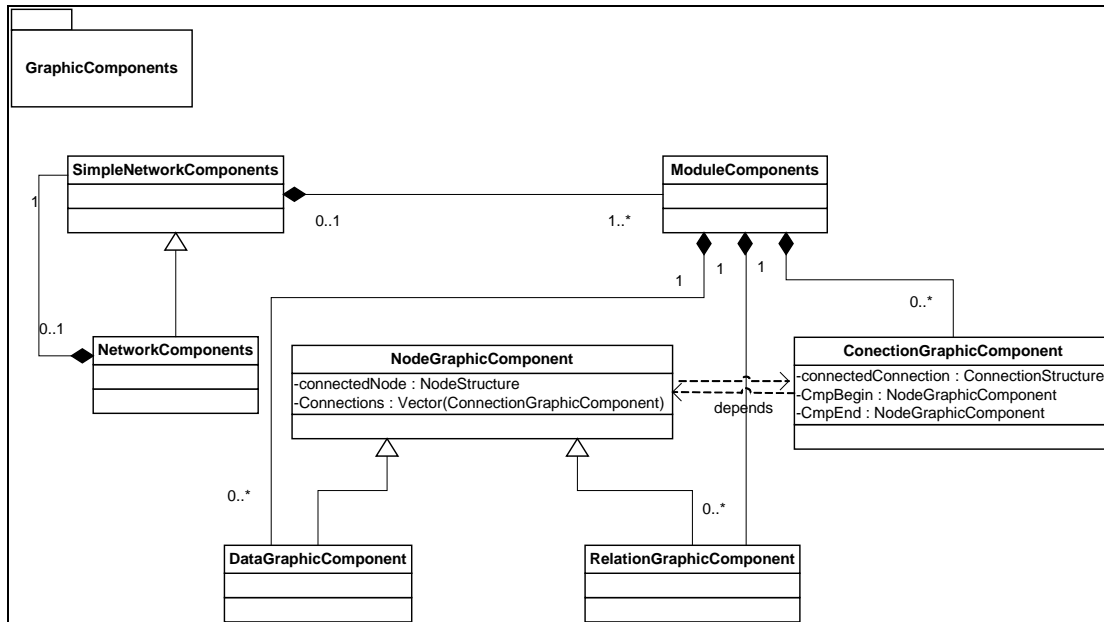 GraphicComponents
SimpleNetworkComponents
ModuleComponents
1
0..1
1..*
1
1
1
0..*
0..1
NetworkComponents
NodeGraphicComponent
-connectedNode : NodeStructure
-Connections : Vector(ConnectionGraphicComponent)
ConectionGraphicComponent
-connectedConnection : ConnectionStructure
-CmpBegin : NodeGraphicComponent
-CmpEnd : NodeGraphicComponent
depends
0..*
0..*
DataGraphicComponent
RelationGraphicComponent